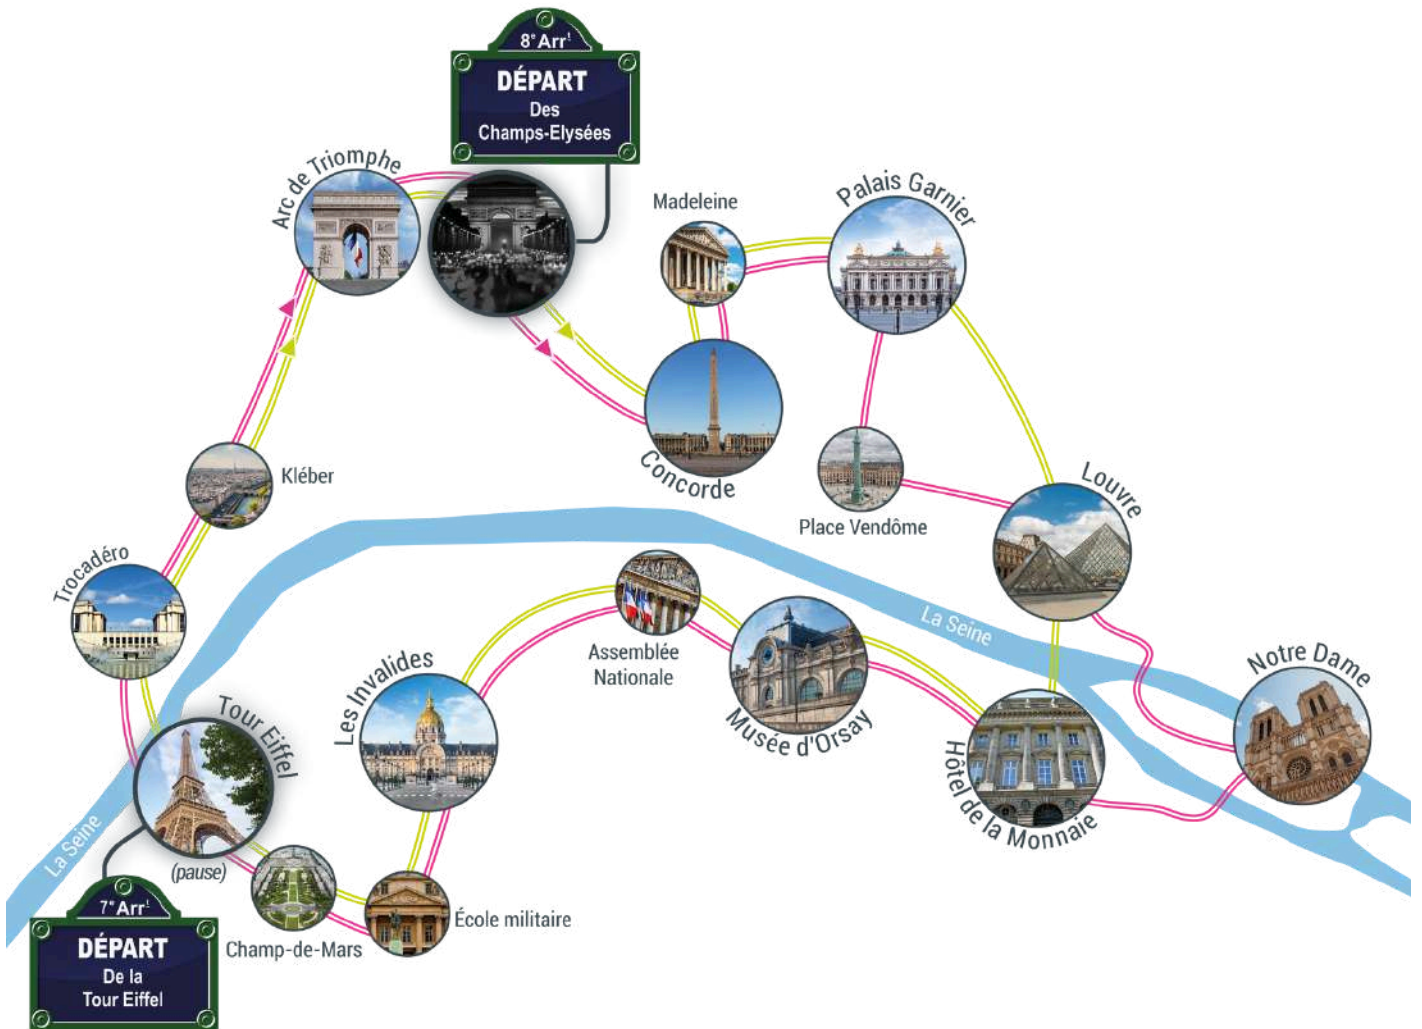 8e Arrt
DÉPART
Des
Champs-Elysées
Arc de Triomphe
Madeleine
Palais Garnier
Kléber
Concorde
Place Vendôme
Louvre
Trocadéro
La Seine
Assemblée
Nationale
Les Invalides
Musée d'Orsay
Notre Dame
Tour Eiffel
Hôtel de la Monnaie
La Seine
(pause)
École militaire
Champ-de-Mars
7e Arrt
DÉPART
De la
Tour Eiffel